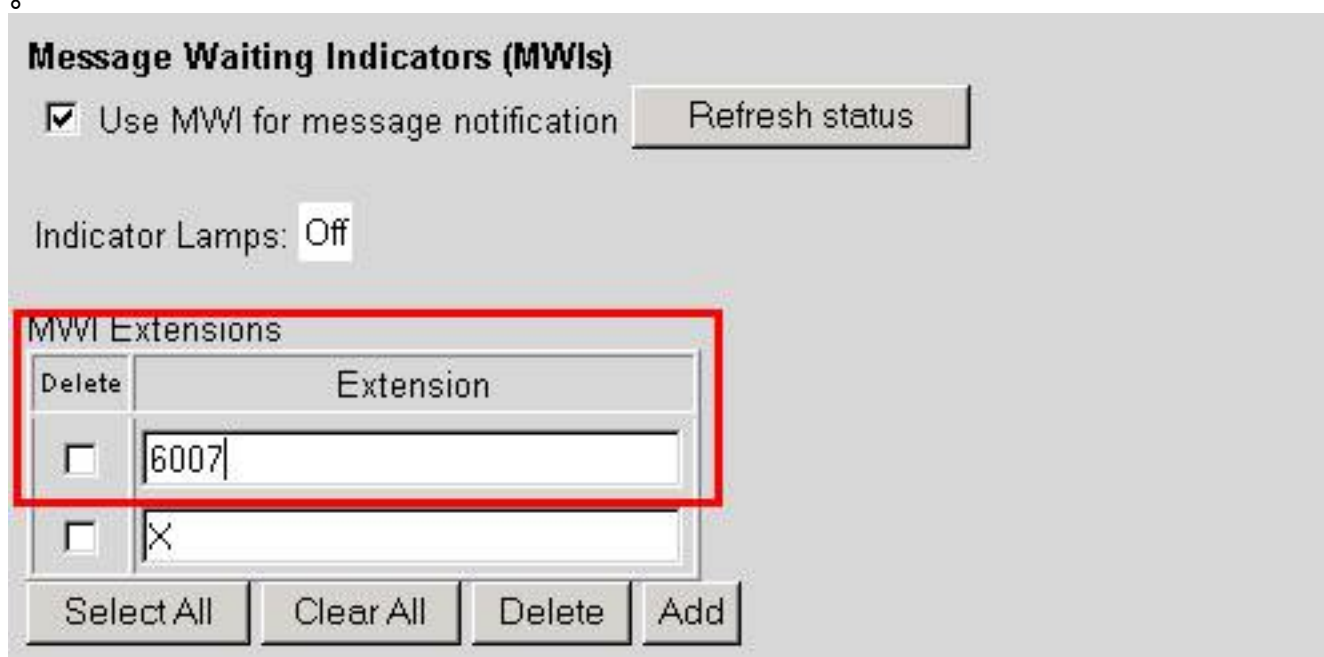 。
Message Waiting Indicators (MWIs)
Use MWI for message notification Refresh status
Indicator Lamps: Off
MWI Extensions
Delete Extension
6007
X
Select All Clear All Delete Add